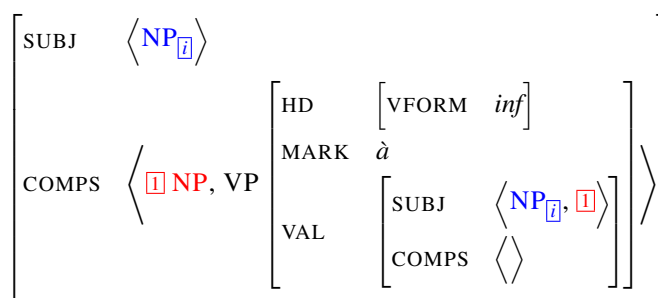 SUBJ ⟨NP[i]⟩
HD [VFORM inf]
MARK à
COMPS ⟨[1] NP, VP
SUBJ ⟨NP[i], [1]⟩
VAL
COMPS ⟨⟩